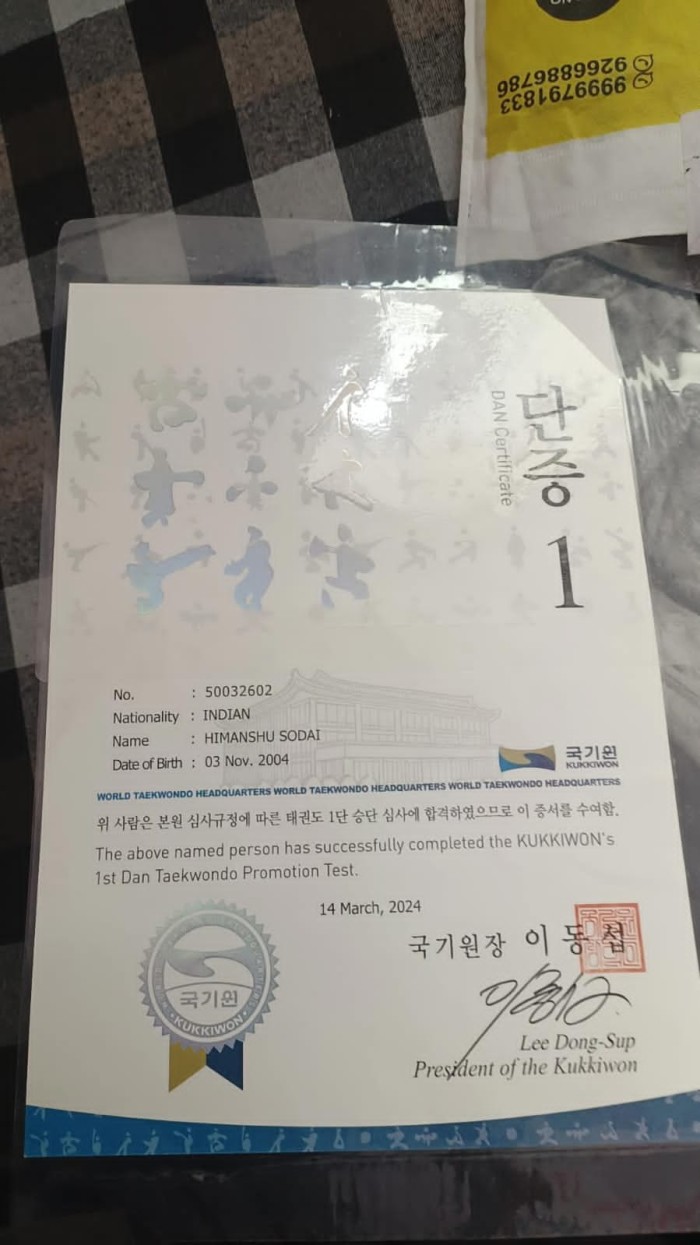 9266886786
9999791833
단증
DAN Certificate
1
No. : 50032602
Nationality : INDIAN
Name : HIMANSHU SODAI
Date of Birth : 03 Nov. 2004
국기원
KUKKIWON
WORLD TAEKWONDO HEADQUARTERS WORLD TAEKWONDO HEADQUARTERS WORLD TAEKWONDO HEADQUARTERS
위 사람은 본원 심사규정에 따른 태권도 1단 승단 심사에 합격하였으므로 이 증서를 수여함.
The above named person has successfully completed the KUKKIWON's
1st Dan Taekwondo Promotion Test.
14 March, 2024
국기원장 이동섭
국기원
KUKKIWON
Lee Dong-Sup
President of the Kukkiwon